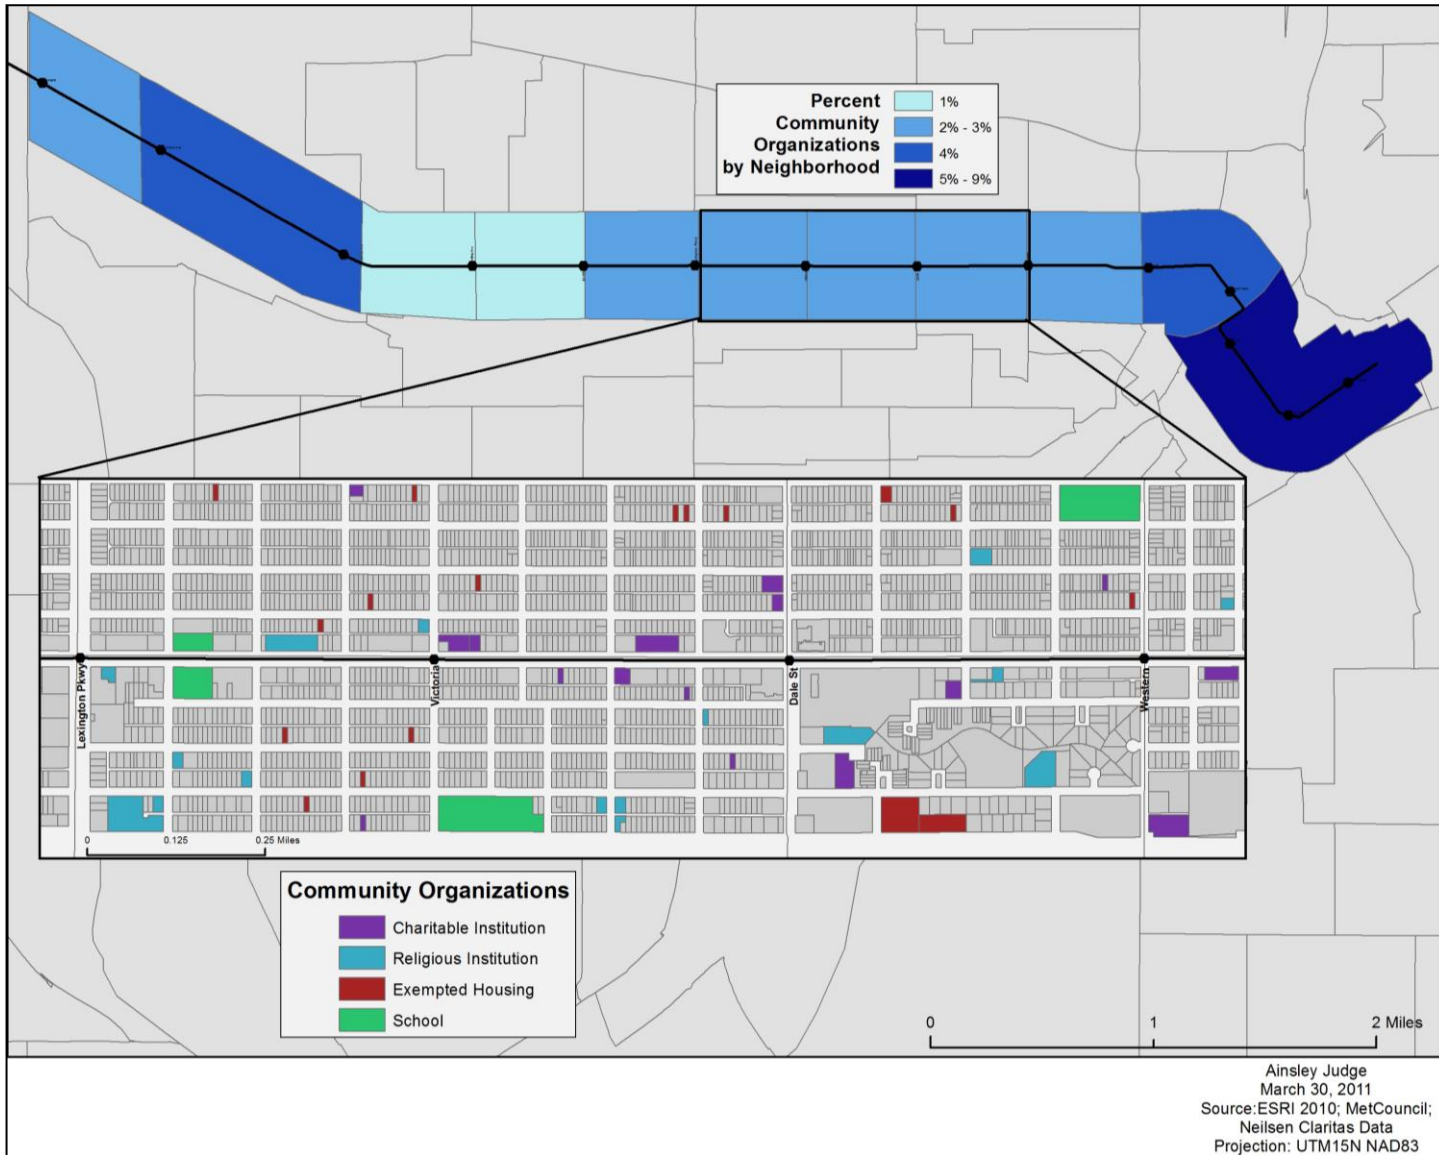 Percent
Community
Organizations
by Neighborhood
1%
2% - 3%
4%
5% - 9%
Lexington Pkwy
Victoria
Dale St
Western
0
0.125
0.25 Miles
Community Organizations
Charitable Institution
Religious Institution
Exempted Housing
School
0
1
2 Miles
Ainsley Judge
March 30, 2011
Source:ESRI 2010; MetCouncil;
Neilsen Claritas Data
Projection: UTM15N NAD83